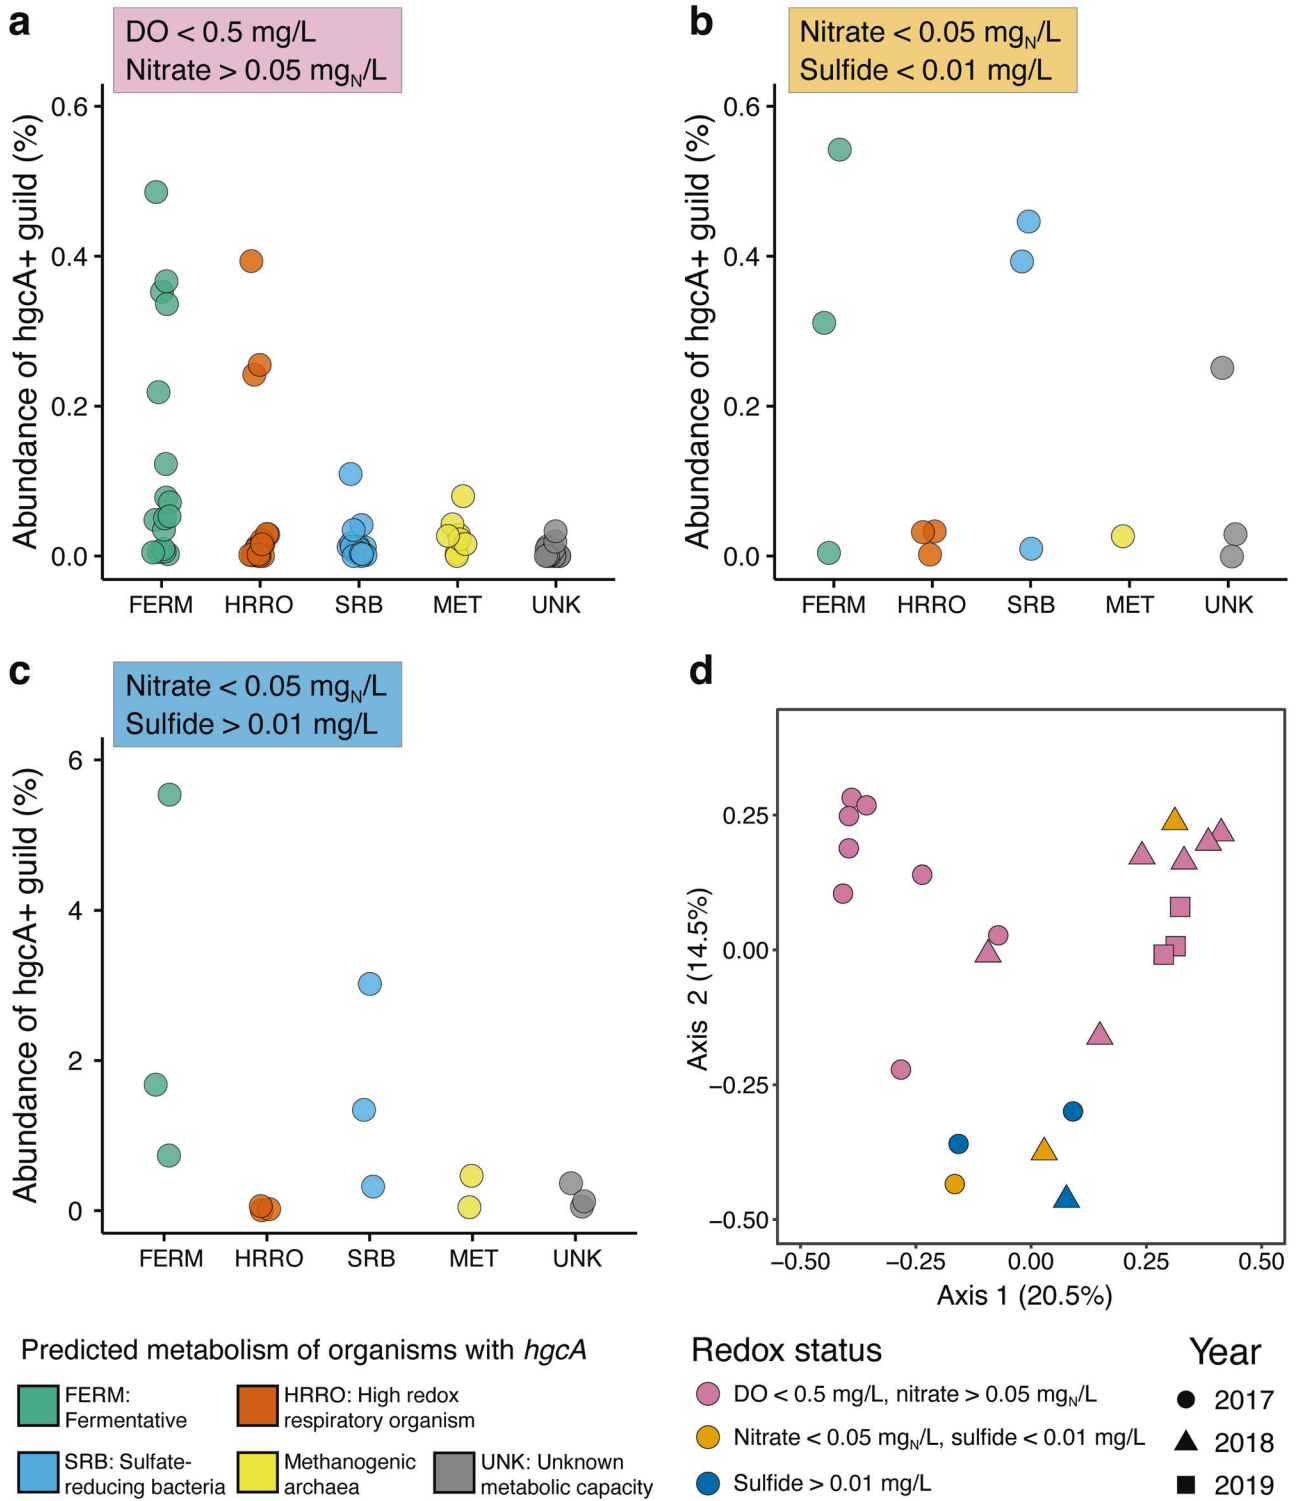 a
DO < 0.5 mg/L
Nitrate > 0.05 mgN/L
Abundance of hgcA+ guild (%)
0.6
0.4
0.2
0.0
FERM HRRO SRB MET UNK
b
Nitrate < 0.05 mgN/L
Sulfide < 0.01 mg/L
Abundance of hgcA+ guild (%)
0.6
0.4
0.2
0.0
FERM HRRO SRB MET UNK
c
Nitrate < 0.05 mgN/L
Sulfide > 0.01 mg/L
Abundance of hgcA+ guild (%)
6
4
2
0
FERM HRRO SRB MET UNK
d
Axis 2 (14.5%)
0.25
0.00
−0.25
−0.50
−0.50 −0.25 0.00 0.25 0.50
Axis 1 (20.5%)
Predicted metabolism of organisms with hgcA
FERM:
Fermentative
HRRO: High redox
respiratory organism
SRB: Sulfate-
reducing bacteria
Methanogenic
archaea
UNK: Unknown
metabolic capacity
Redox status
DO < 0.5 mg/L, nitrate > 0.05 mgN/L
Nitrate < 0.05 mgN/L, sulfide < 0.01 mg/L
Sulfide > 0.01 mg/L
Year
2017
2018
2019